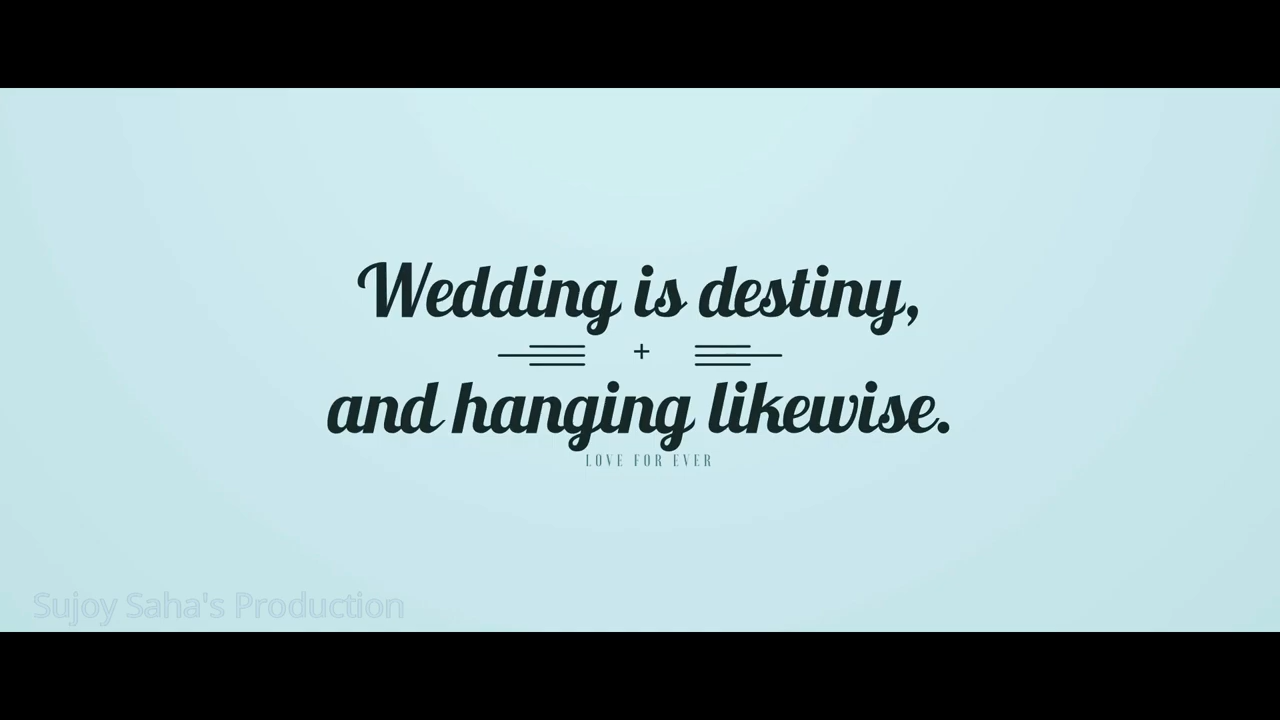 Wedding is destiny,
+
and hanging likewise.
LOVE FOR EVER
Sujoy Saha's Production